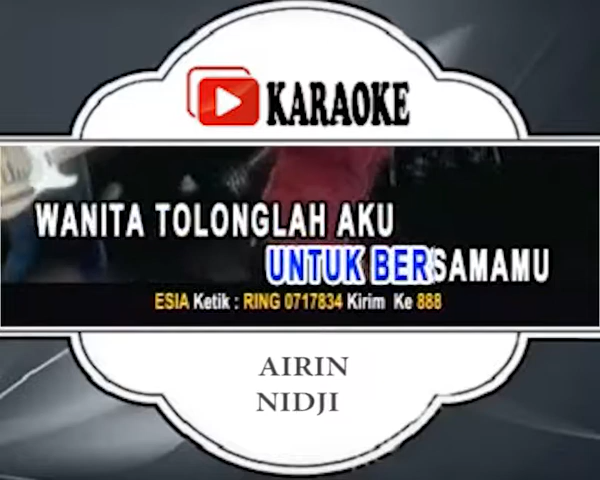 KARAOKE
WANITA TOLONGLAH AKU
UNTUK BERSAMAMU
ESIA Ketik : RING 0717834 Kirim Ke 888
AIRIN
NIDJI